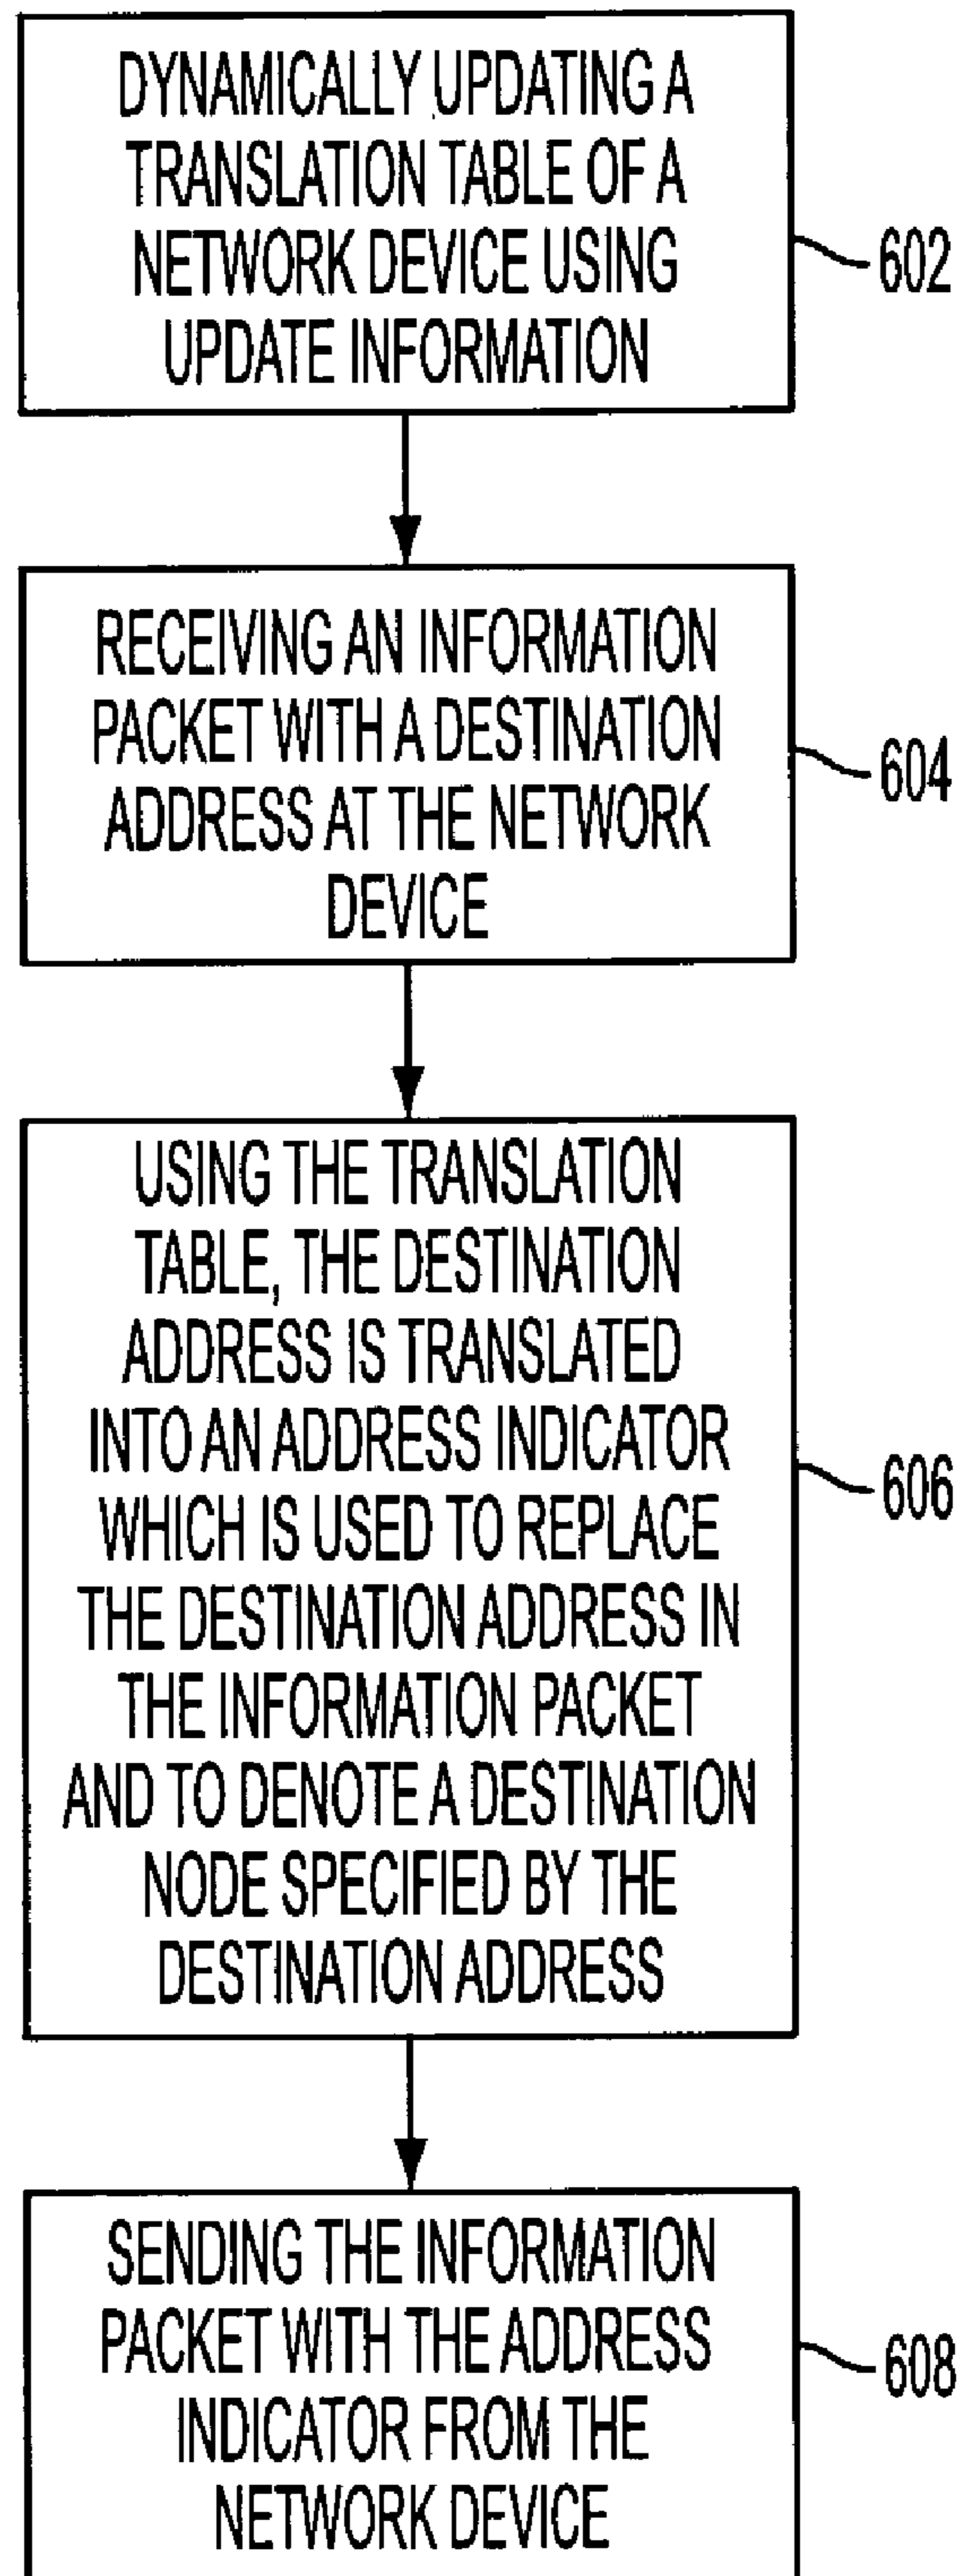 DYNAMICALLY UPDATING A
TRANSLATION TABLE OF A
NETWORK DEVICE USING
UPDATE INFORMATION
602
RECEIVING AN INFORMATION
PACKET WITH A DESTINATION
ADDRESS AT THE NETWORK
DEVICE
604
USING THE TRANSLATION
TABLE, THE DESTINATION
ADDRESS IS TRANSLATED
INTO AN ADDRESS INDICATOR
WHICH IS USED TO REPLACE
THE DESTINATION ADDRESS IN
THE INFORMATION PACKET
AND TO DENOTE A DESTINATION
NODE SPECIFIED BY THE
DESTINATION ADDRESS
606
SENDING THE INFORMATION
PACKET WITH THE ADDRESS
INDICATOR FROM THE
NETWORK DEVICE
608